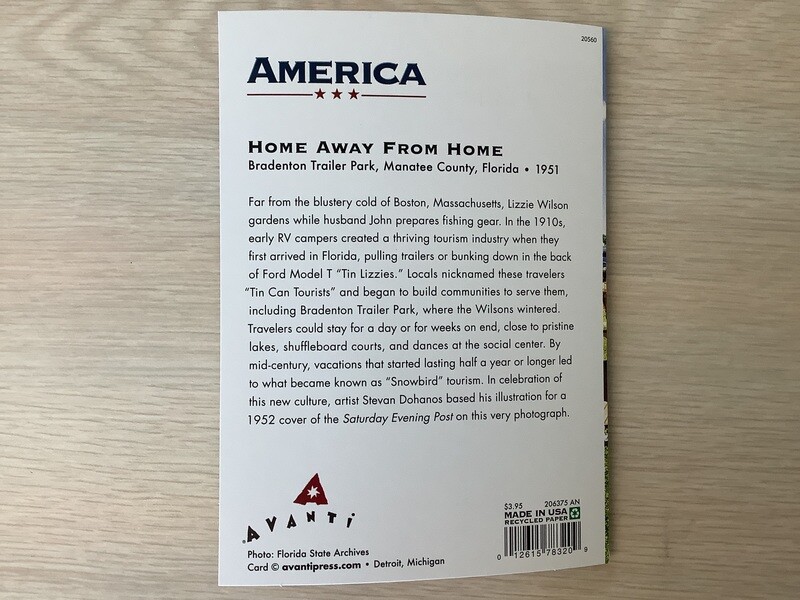 20560
AMERICA
HOME AWAY FROM HOME
Bradenton Trailer Park, Manatee County, Florida • 1951
Far from the blustery cold of Boston, Massachusetts, Lizzie Wilson
gardens while husband John prepares fishing gear. In the 1910s,
early RV campers created a thriving tourism industry when they
first arrived in Florida, pulling trailers or bunking down in the back
of Ford Model T “Tin Lizzies.” Locals nicknamed these travelers
“Tin Can Tourists” and began to build communities to serve them,
including Bradenton Trailer Park, where the Wilsons wintered.
Travelers could stay for a day or for weeks on end, close to pristine
lakes, shuffleboard courts, and dances at the social center. By
mid-century, vacations that started lasting half a year or longer led
to what became known as “Snowbird” tourism. In celebration of
this new culture, artist Stevan Dohanos based his illustration for a
1952 cover of the Saturday Evening Post on this very photograph.
AVANTI
®
Photo: Florida State Archives
Card © avantipress.com • Detroit, Michigan
$3.95 206375 AN
MADE IN USA
RECYCLED PAPER
0 12615 78320 9